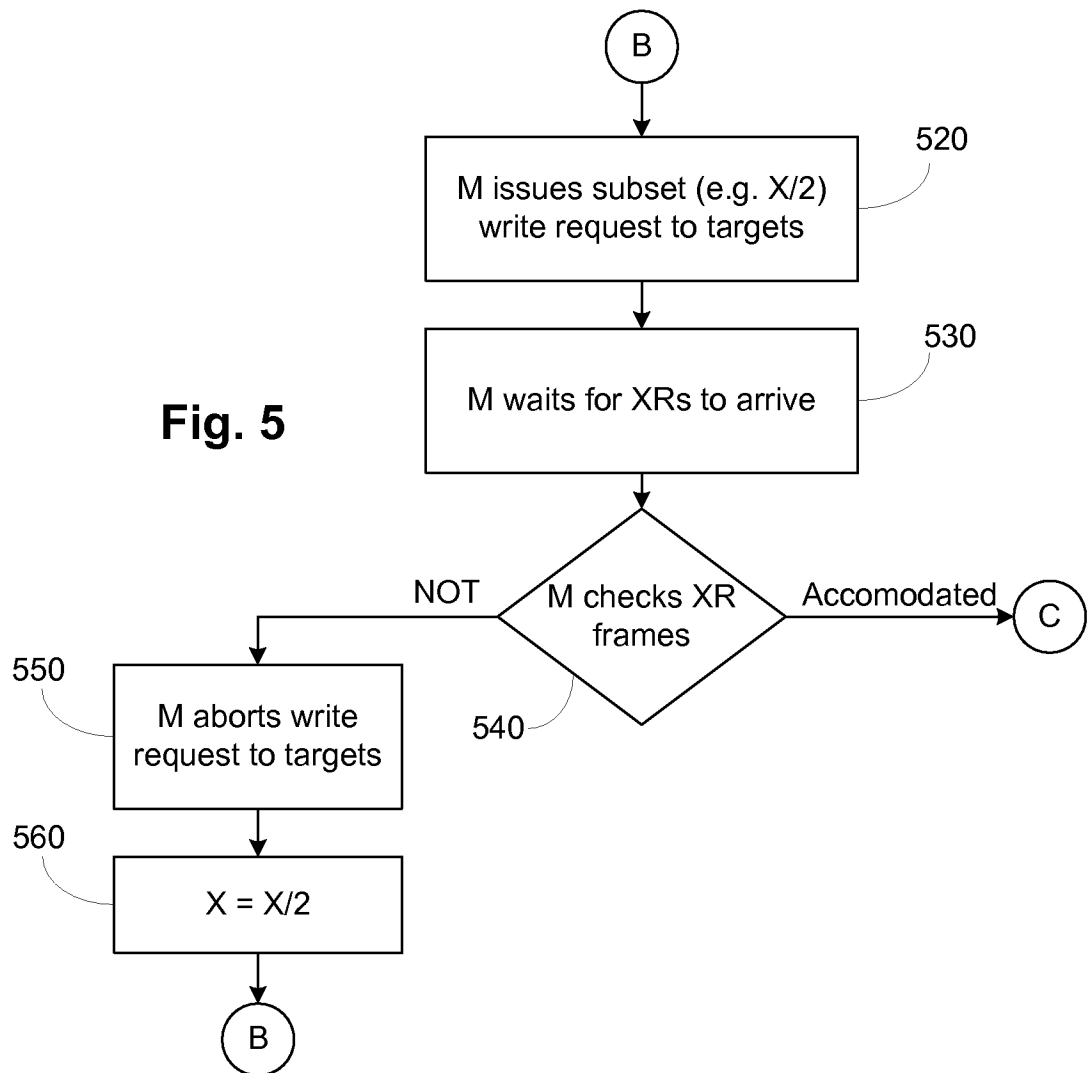 B
M issues subset (e.g. X/2)
write request to targets
520
530
M waits for XRs to arrive
Fig. 5
NOT
M checks XR
frames
Accomodated
C
540
550
M aborts write
request to targets
560
X = X/2
B